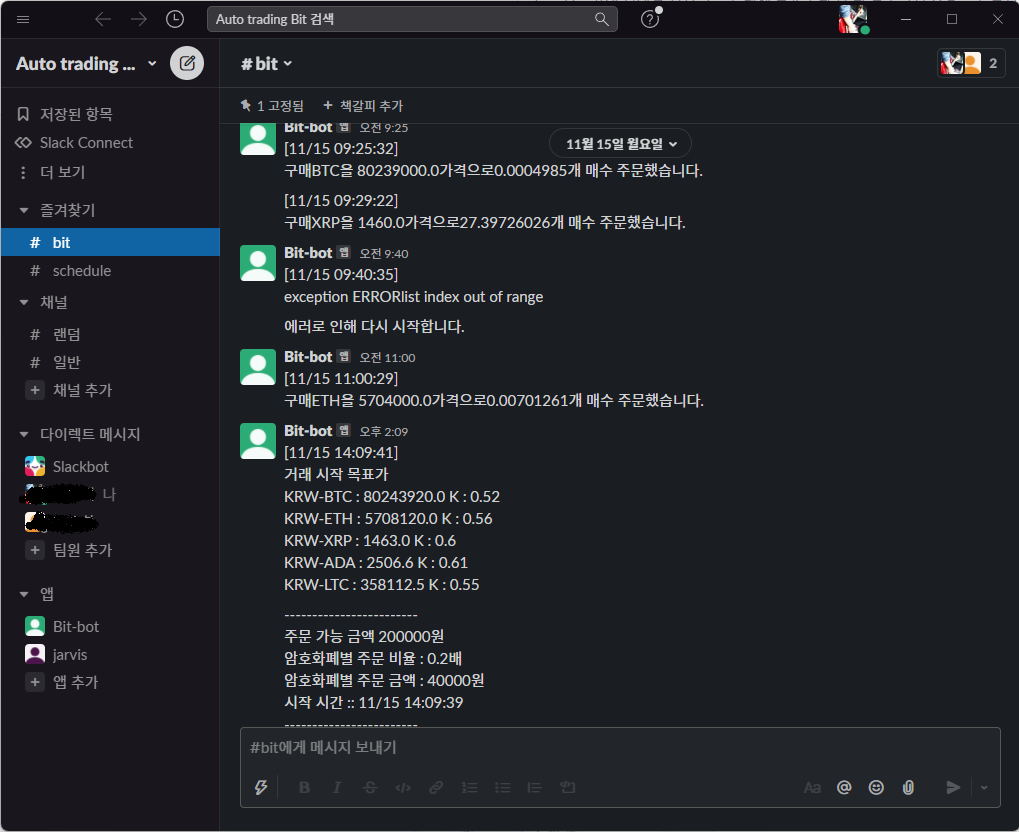 Auto trading Bit 검색
Auto trading ...
저장된 항목
Slack Connect
더 보기
즐겨찾기
# bit
# schedule
채널
# 랜덤
# 일반
+ 채널 추가
다이렉트 메시지
Slackbot
나
+ 팀원 추가
앱
Bit-bot
jarvis
+ 앱 추가
# bit
2
1 고정됨 + 책갈피 추가
11월 15일 월요일
Bit-bot 앱 오전 9:25
[11/15 09:25:32]
구매BTC을 80239000.0가격으로0.0004985개 매수 주문했습니다.
[11/15 09:29:22]
구매XRP을 1460.0가격으로27.39726026개 매수 주문했습니다.
Bit-bot 앱 오전 9:40
[11/15 09:40:35]
exception ERRORlist index out of range
에러로 인해 다시 시작합니다.
Bit-bot 앱 오전 11:00
[11/15 11:00:29]
구매ETH을 5704000.0가격으로0.00701261개 매수 주문했습니다.
Bit-bot 앱 오후 2:09
[11/15 14:09:41]
거래 시작 목표가
KRW-BTC : 80243920.0 K : 0.52
KRW-ETH : 5708120.0 K : 0.56
KRW-XRP : 1463.0 K : 0.6
KRW-ADA : 2506.6 K : 0.61
KRW-LTC : 358112.5 K : 0.55
------------------------
주문 가능 금액 200000원
암호화폐별 주문 비율 : 0.2배
암호화폐별 주문 금액 : 40000원
시작 시간 :: 11/15 14:09:39
------------------------
#bit에게 메시지 보내기
B I S </> Aa @